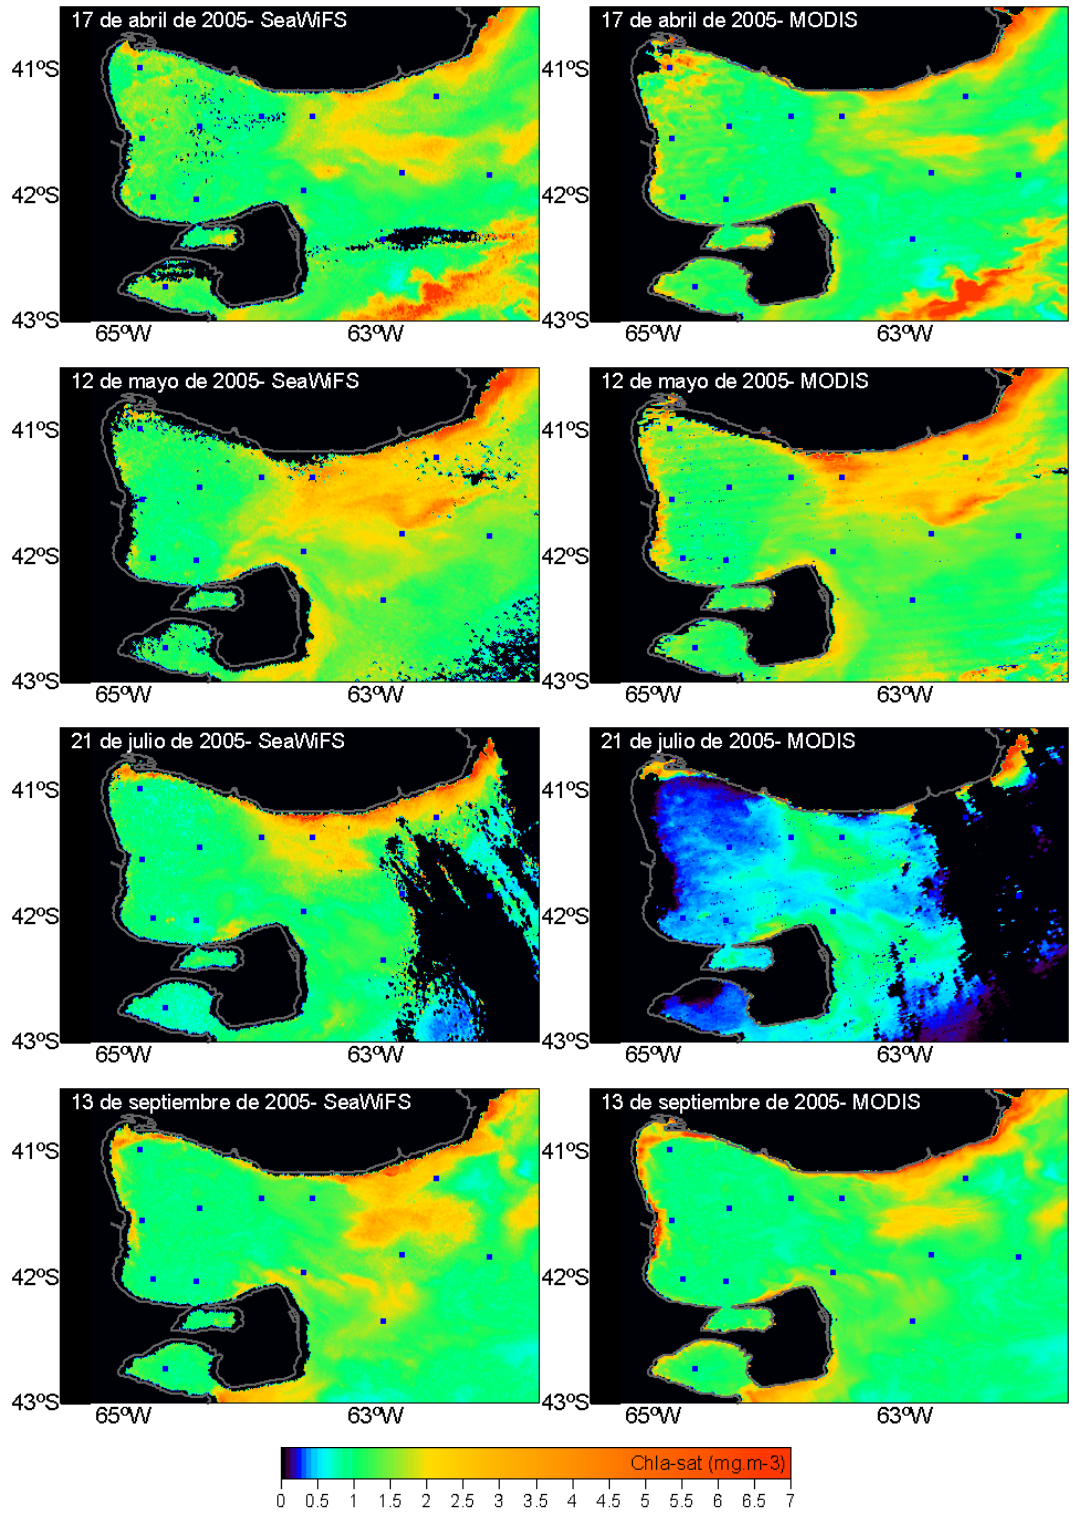 17 de abril de 2005- SeaWiFS
17 de abril de 2005- MODIS
41ºS
42ºS
43ºS
65ºW
63ºW
41ºS
42ºS
43ºS
65ºW
63ºW
12 de mayo de 2005- SeaWiFS
12 de mayo de 2005- MODIS
41ºS
42ºS
43ºS
65ºW
63ºW
41ºS
42ºS
43ºS
65ºW
63ºW
21 de julio de 2005- SeaWiFS
21 de julio de 2005- MODIS
41ºS
42ºS
43ºS
65ºW
63ºW
41ºS
42ºS
43ºS
65ºW
63ºW
13 de septiembre de 2005- SeaWiFS
13 de septiembre de 2005- MODIS
41ºS
42ºS
43ºS
65ºW
63ºW
41ºS
42ºS
43ºS
65ºW
63ºW
Chla-sat (mg.m-3)
0 0.5 1 1.5 2 2.5 3 3.5 4 4.5 5 5.5 6 6.5 7